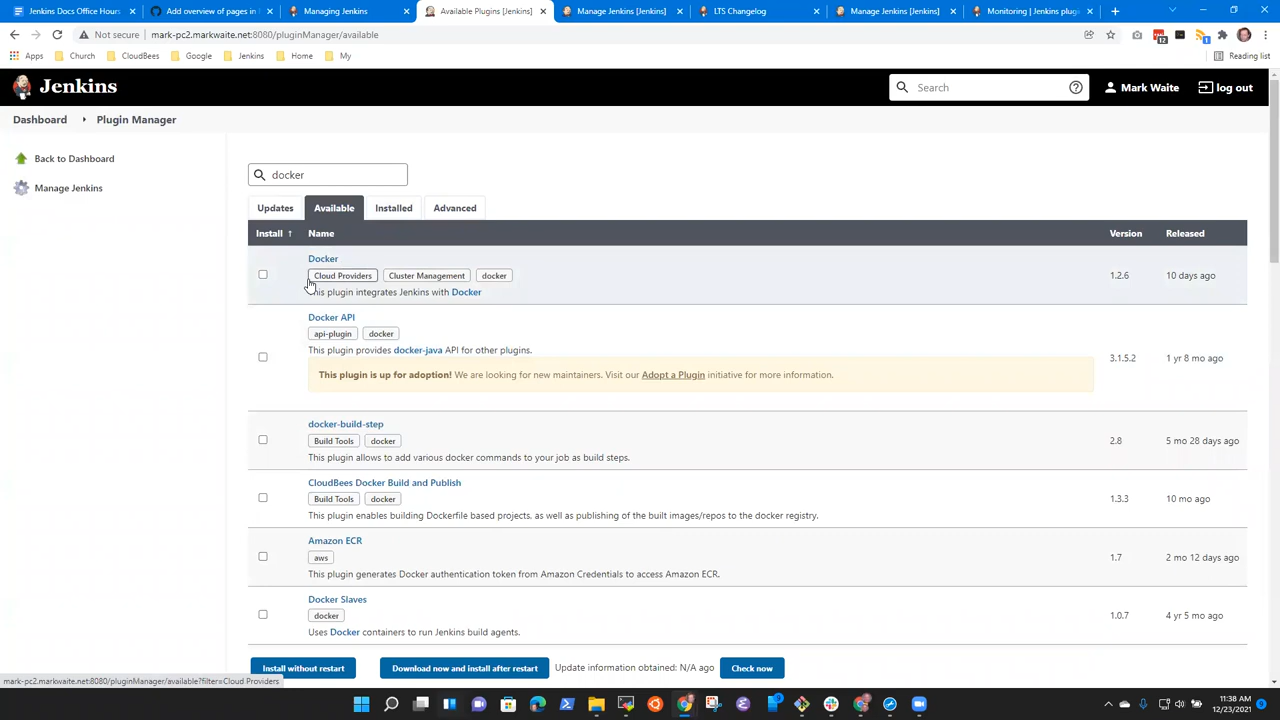 Jenkins Docs Office Hours
Add overview of pages in
Managing Jenkins
Available Plugins [Jenkins]
Manage Jenkins [Jenkins]
LTS Changelog
Manage Jenkins [Jenkins]
Monitoring | Jenkins plugin
Not secure
mark-pc2.markwaite.net:8080/pluginManager/available
Apps
Church
CloudBees
Google
Jenkins
Home
My
Reading list
Jenkins
Search
Mark Waite
log out
Dashboard
Plugin Manager
Back to Dashboard
Manage Jenkins
docker
Updates
Available
Installed
Advanced
Install ↑
Name
Version
Released
Docker
Cloud Providers
Cluster Management
docker
This plugin integrates Jenkins with Docker
1.2.6
10 days ago
Docker API
api-plugin
docker
This plugin provides docker-java API for other plugins.
This plugin is up for adoption! We are looking for new maintainers. Visit our Adopt a Plugin initiative for more information.
3.1.5.2
1 yr 8 mo ago
docker-build-step
Build Tools
docker
This plugin allows to add various docker commands to your job as build steps.
2.8
5 mo 28 days ago
CloudBees Docker Build and Publish
Build Tools
docker
This plugin enables building Dockerfile based projects, as well as publishing of the built images/repos to the docker registry.
1.3.3
10 mo ago
Amazon ECR
aws
This plugin generates Docker authentication token from Amazon Credentials to access Amazon ECR.
1.7
2 mo 12 days ago
Docker Slaves
docker
Uses Docker containers to run Jenkins build agents.
1.0.7
4 yr 5 mo ago
Install without restart
Download now and install after restart
Update information obtained: N/A ago
Check now
mark-pc2.markwaite.net:8080/pluginManager/available?filter=Cloud Providers
11:38 AM
12/23/2021